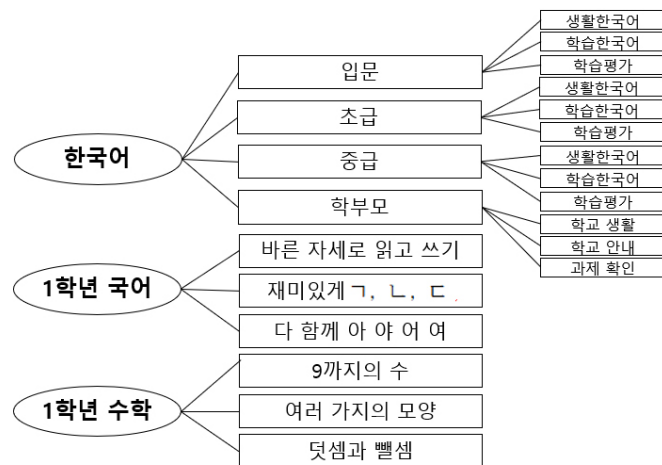 한국어
입문
생활한국어
학습한국어
학습평가
초급
생활한국어
학습한국어
학습평가
중급
생활한국어
학습한국어
학습평가
학부모
학교 생활
학교 안내
과제 확인
1학년 국어
바른 자세로 읽고 쓰기
재미있게 ㄱ, ㄴ, ㄷ
다 함께 아 야 어 여
1학년 수학
9까지의 수
여러 가지의 모양
덧셈과 뺄셈